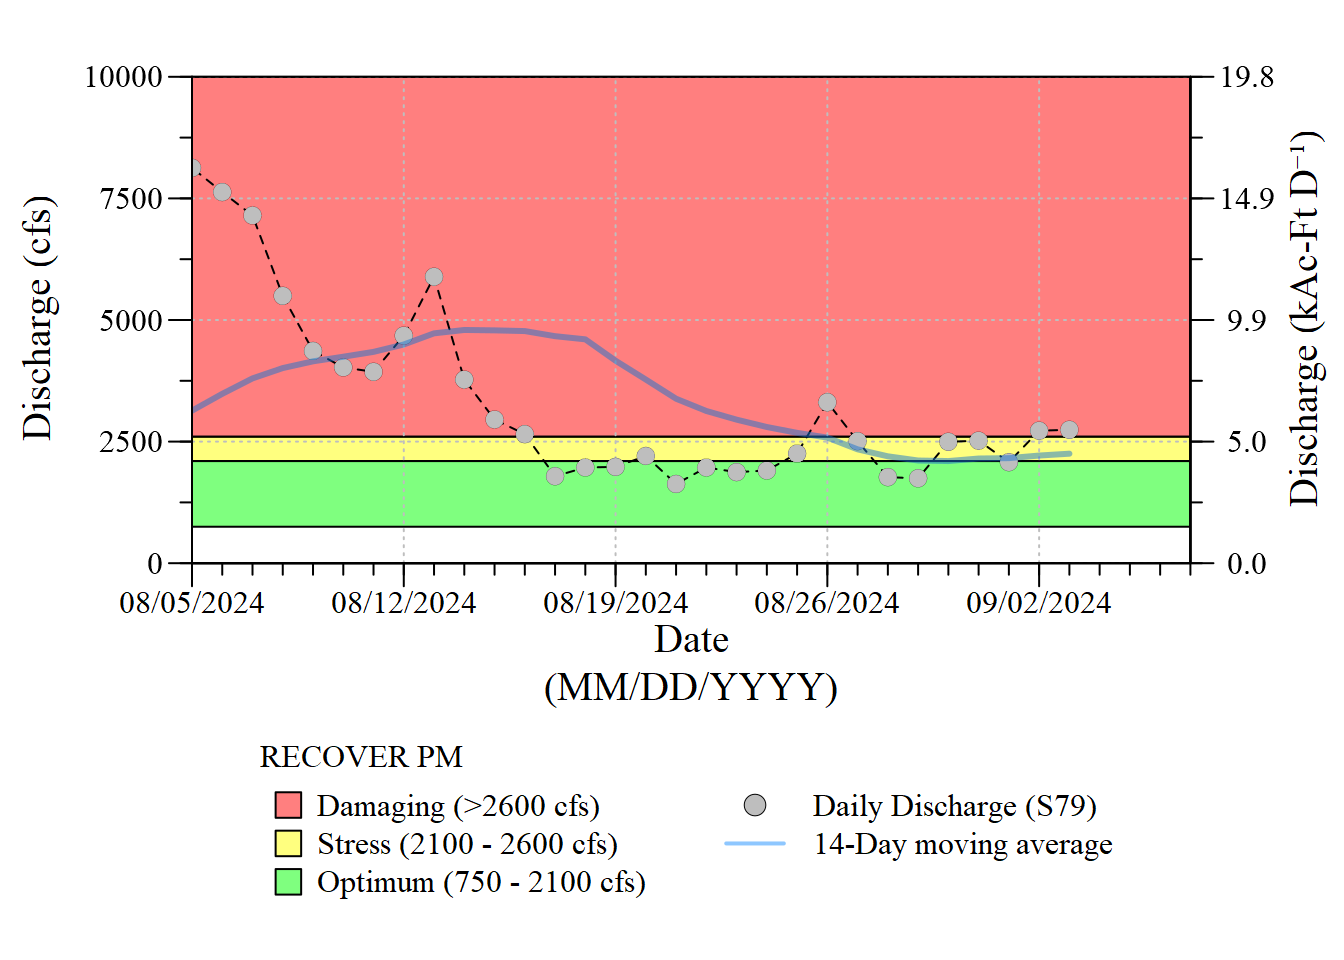 10000
7500
5000
2500
0
Discharge (cfs)
19.8
14.9
9.9
5.0
0.0
Discharge (kAc-Ft D⁻¹)
08/05/2024 08/12/2024 08/19/2024 08/26/2024 09/02/2024
Date
(MM/DD/YYYY)
RECOVER PM
Damaging (>2600 cfs)
Stress (2100 - 2600 cfs)
Optimum (750 - 2100 cfs)
Daily Discharge (S79)
14-Day moving average